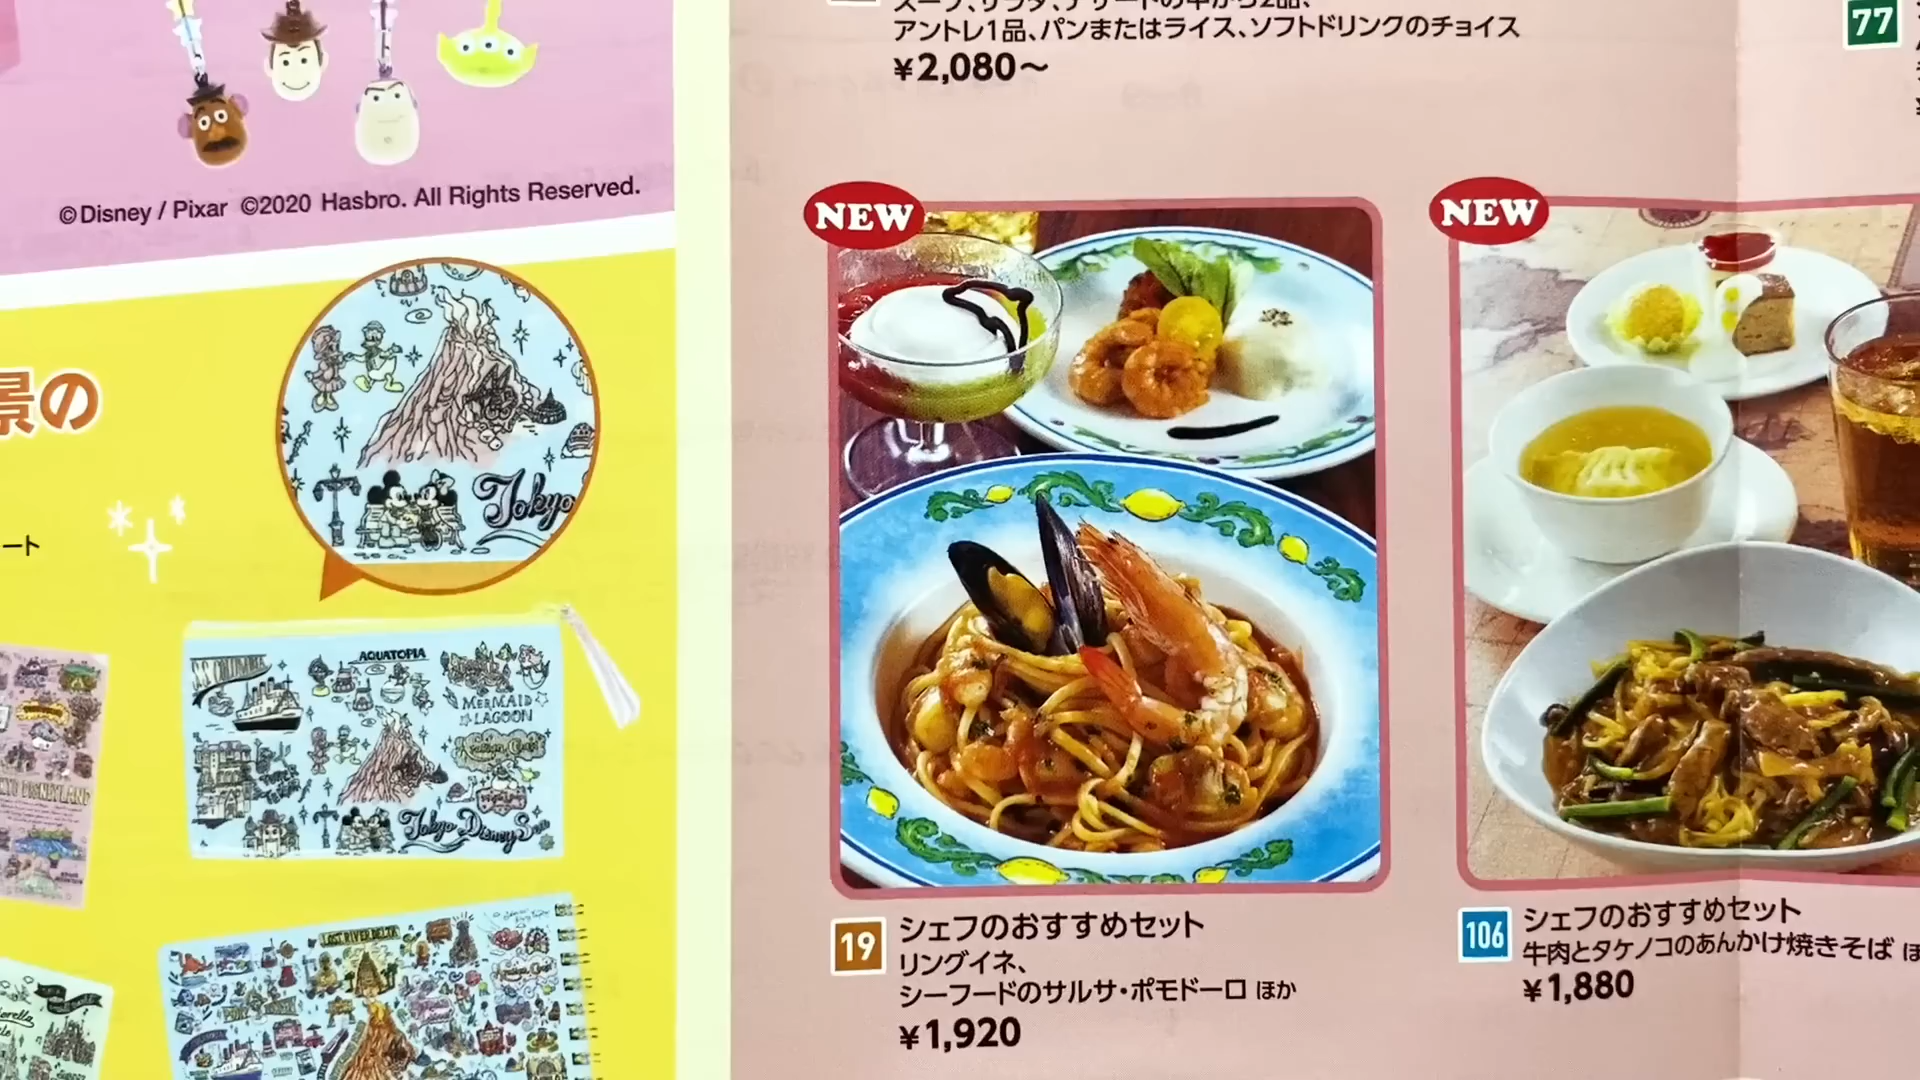 ©Disney / Pixar ©2020 Hasbro. All Rights Reserved.
景の
ート
Tokyo
S.S. COLUMBIA
AQUATOPIA
MERMAID
LAGOON
Arabian Coast
Tokyo DisneySea
LOST RIVER DELTA
アントレ1品、パンまたはライス、ソフトドリンクのチョイス
¥2,080～
77
NEW
19 シェフのおすすめセット
リングイネ、
シーフードのサルサ・ポモドーロ ほか
¥1,920
NEW
106 シェフのおすすめセット
牛肉とタケノコのあんかけ焼きそば ほ
¥1,880